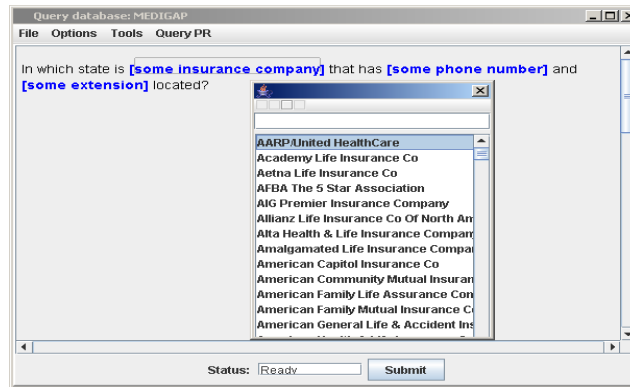 Query database: MEDIGAP
File Options Tools Query PR
In which state is [some insurance company] that has [some phone number] and
[some extension] located?
AARP/United HealthCare
Academy Life Insurance Co
Aetna Life Insurance Co
AFBA The 5 Star Association
AIG Premier Insurance Company
Allianz Life Insurance Co Of North Am
Alta Health & Life Insurance Compan
Amalgamated Life Insurance Compa
American Capitol Insurance Co
American Community Mutual Insuran
American Family Life Assurance Com
American Family Mutual Insurance C
American General Life & Accident Ins
Status: Ready Submit